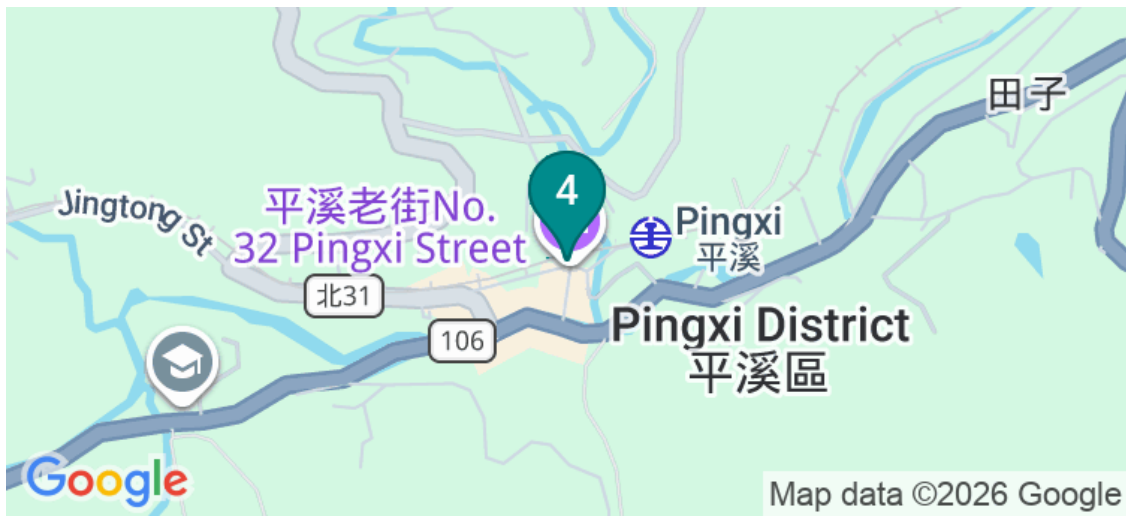 田子
Jingtong St
平溪老街No.
32 Pingxi Street
4
Pingxi
平溪
北31
106
Pingxi District
平溪區
Google
Map data ©2026 Google